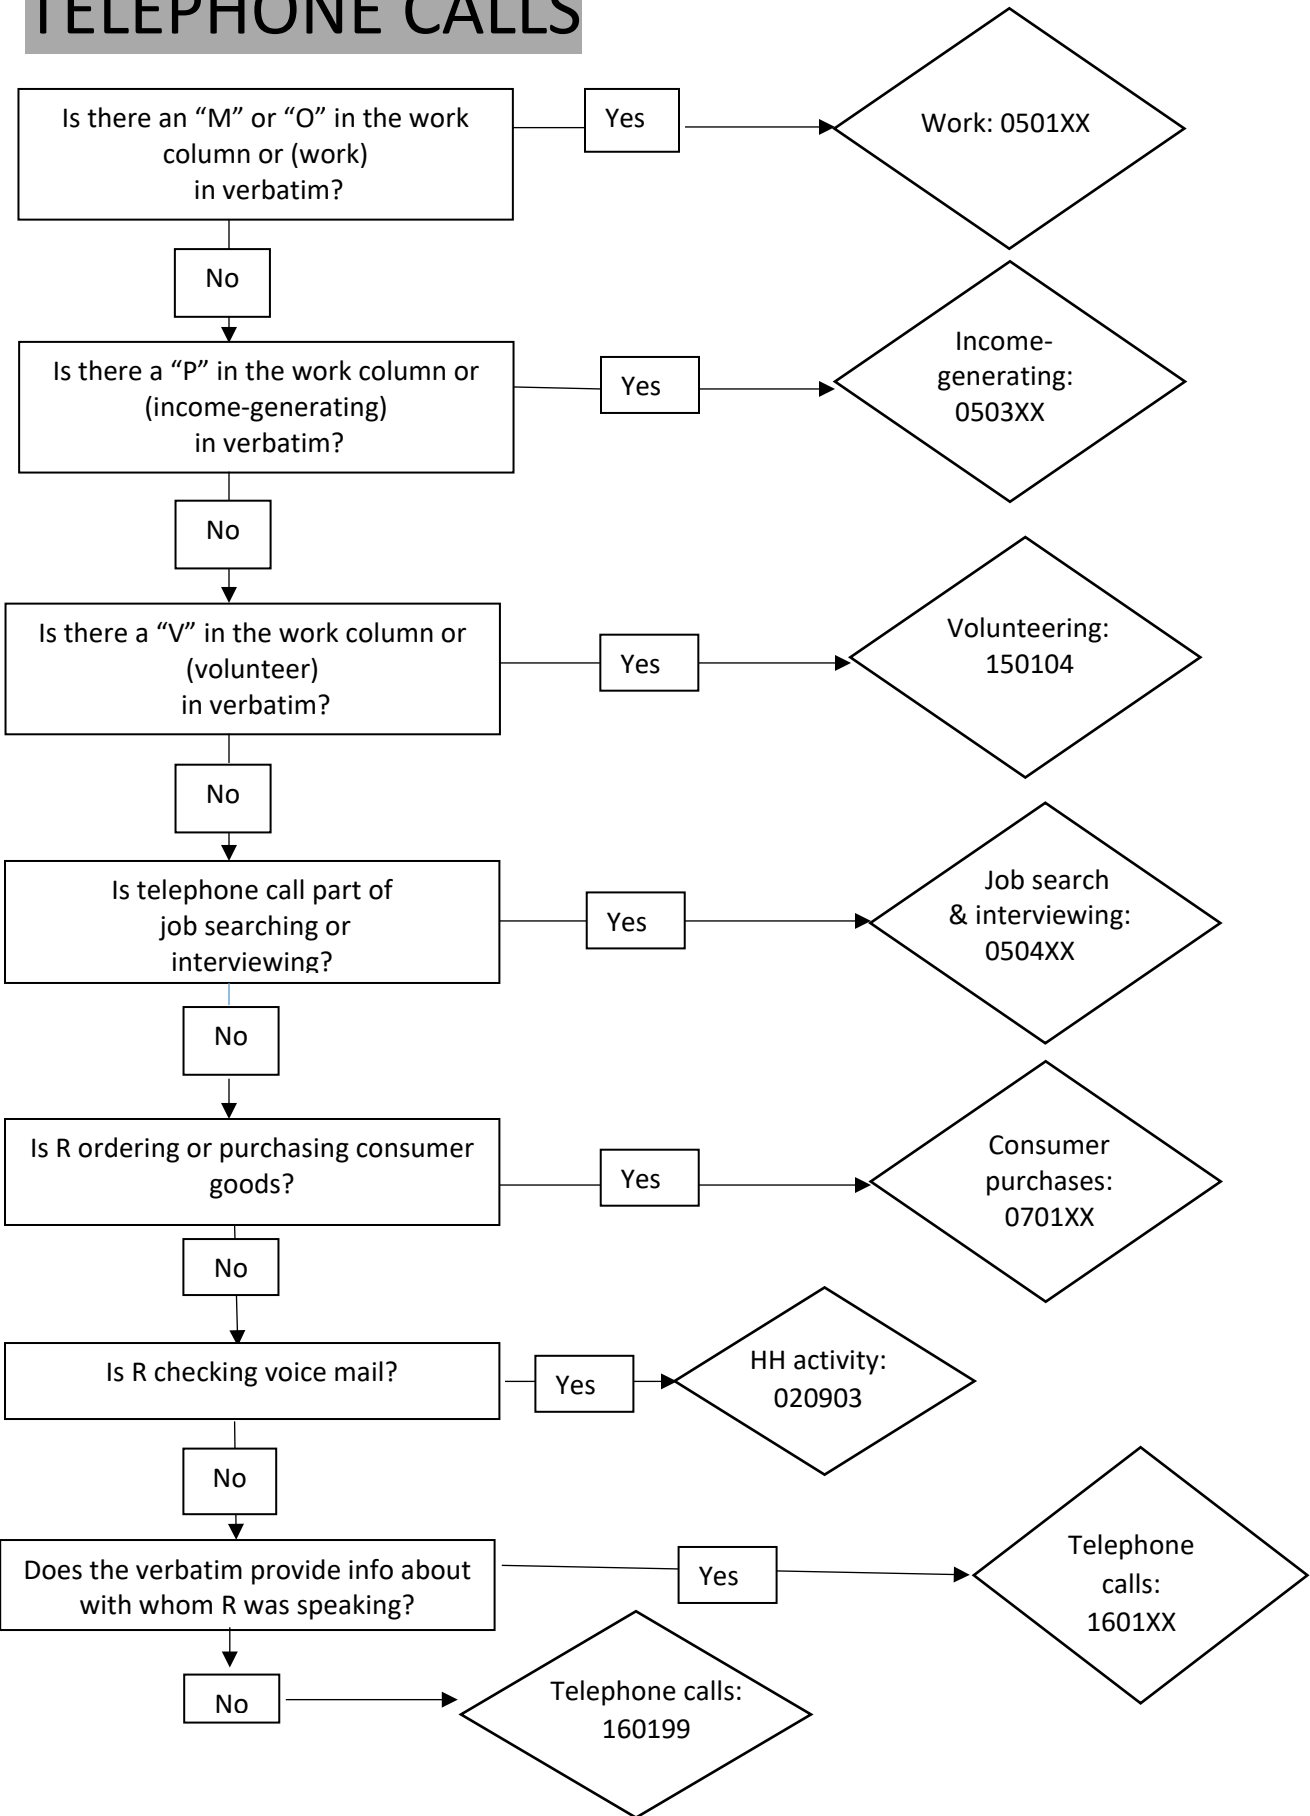 TELEPHONE CALLS
Is there an “M” or “O” in the work
column or (work)
in verbatim?
Yes
Work: 0501XX
No
Is there a “P” in the work column or
(income-generating)
in verbatim?
Yes
Income-
generating:
0503XX
No
Is there a “V” in the work column or
(volunteer)
in verbatim?
Yes
Volunteering:
150104
No
Is telephone call part of
job searching or
interviewing?
Yes
Job search
& interviewing:
0504XX
No
Is R ordering or purchasing consumer
goods?
Yes
Consumer
purchases:
0701XX
No
Is R checking voice mail?
Yes
HH activity:
020903
No
Does the verbatim provide info about
with whom R was speaking?
Yes
Telephone
calls:
1601XX
No
Telephone calls:
160199